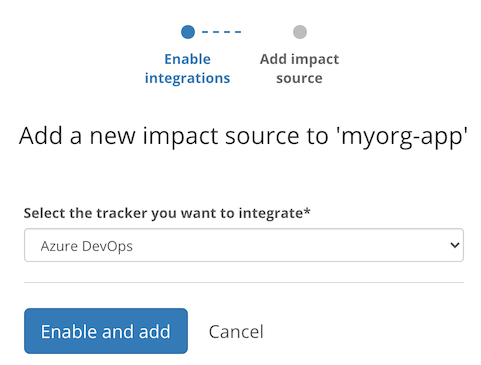 Enable
integrations
Add impact
source
Add a new impact source to 'myorg-app'
Select the tracker you want to integrate*
Azure DevOps
Enable and add
Cancel